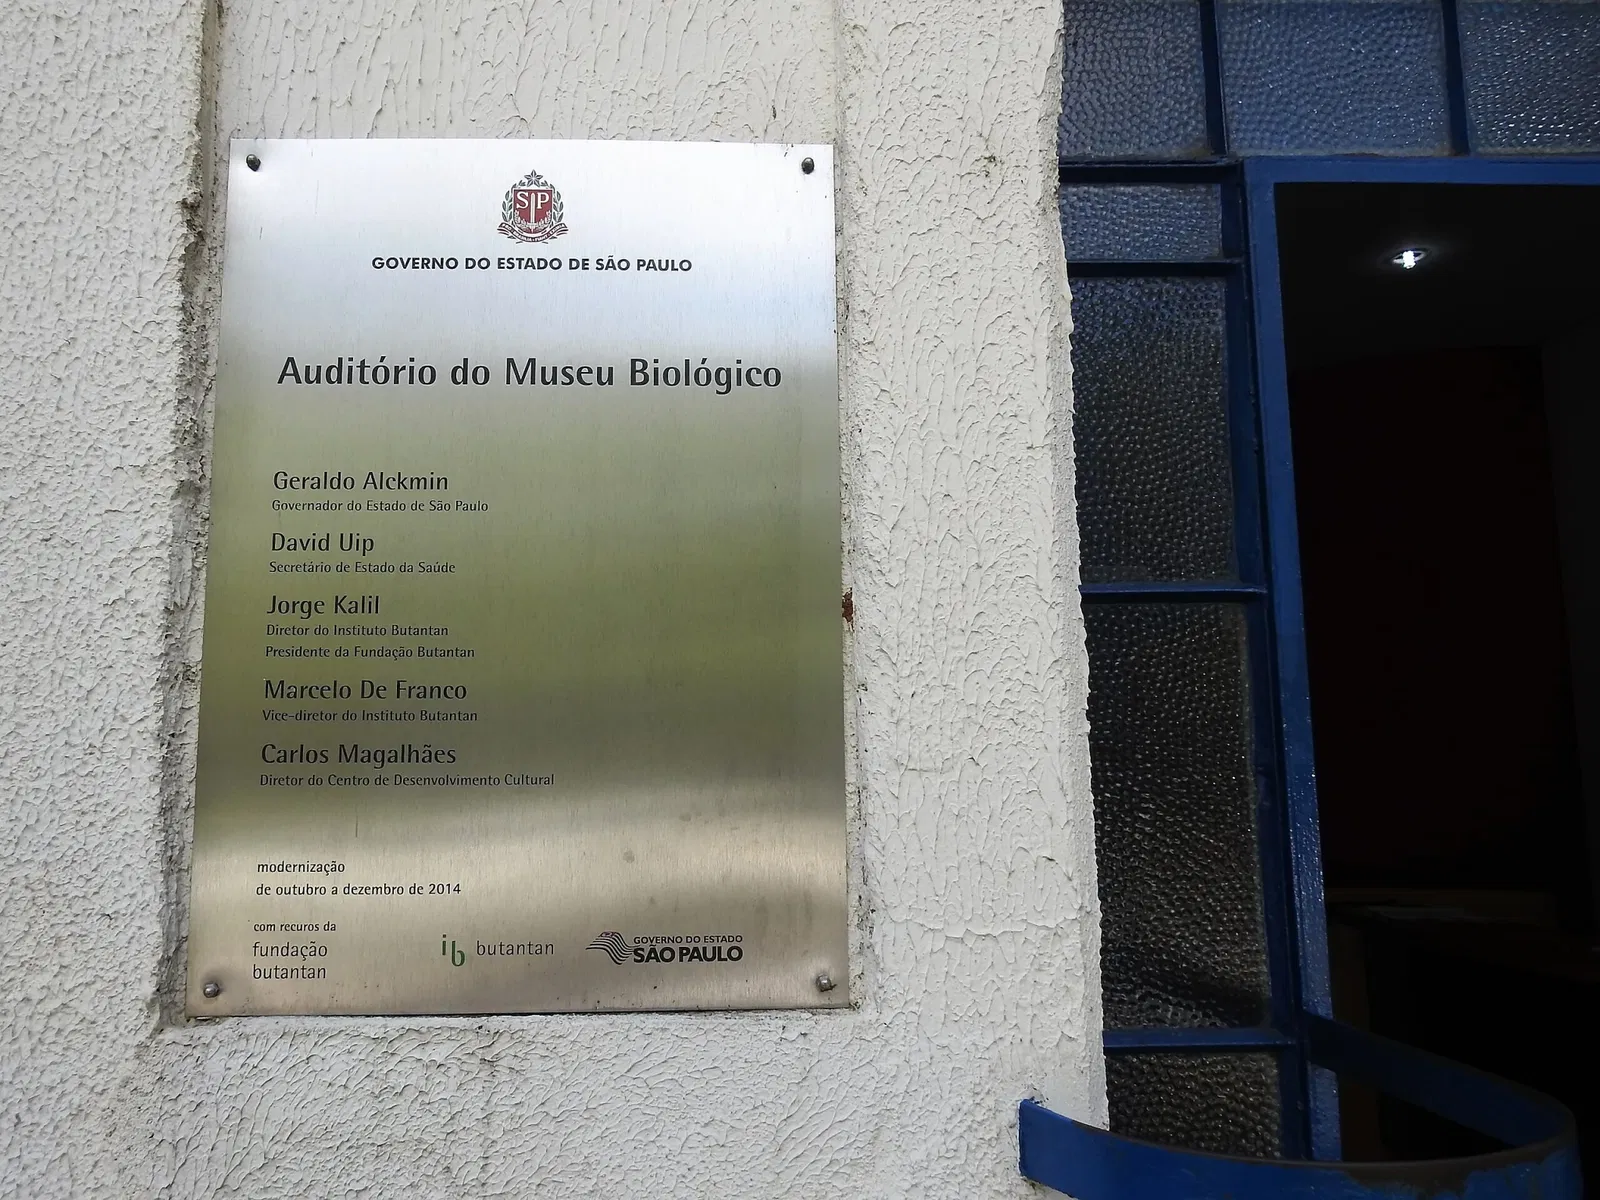 SP
GOVERNO DO ESTADO DE SÃO PAULO
Auditório do Museu Biológico
Geraldo Alckmin
Governador do Estado de São Paulo
David Uip
Secretário de Estado da Saúde
Jorge Kalil
Diretor do Instituto Butantan
Presidente da Fundação Butantan
Marcelo De Franco
Vice-diretor do Instituto Butantan
Carlos Magalhães
Diretor do Centro de Desenvolvimento Cultural
modernização
de outubro a dezembro de 2014
com recuros da
fundação
butantan
ib butantan
GOVERNO DO ESTADO
SÃO PAULO